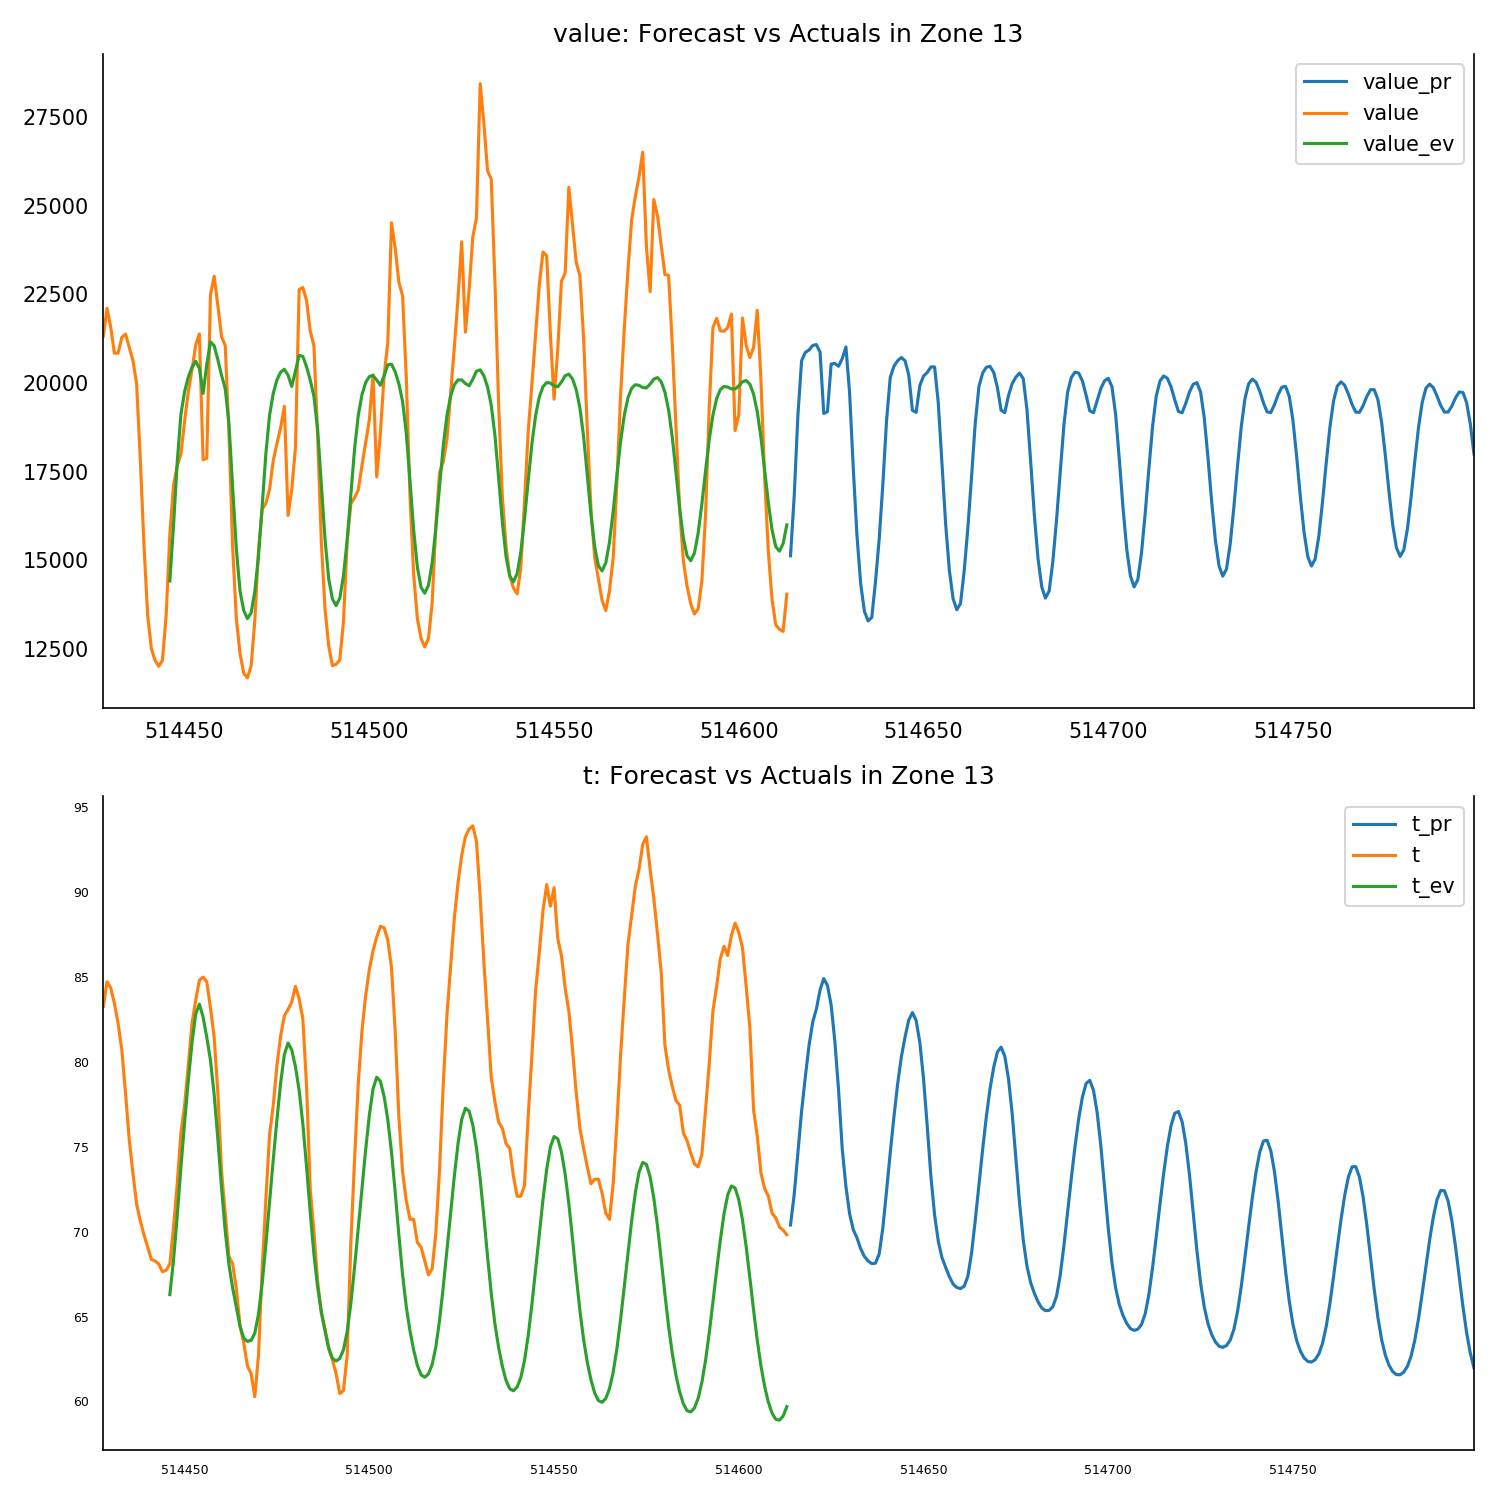 value: Forecast vs Actuals in Zone 13
value_pr
value
value_ev
27500
25000
22500
20000
17500
15000
12500
514450 514500 514550 514600 514650 514700 514750
t: Forecast vs Actuals in Zone 13
t_pr
t
t_ev
95
90
85
80
75
70
65
60
514450 514500 514550 514600 514650 514700 514750